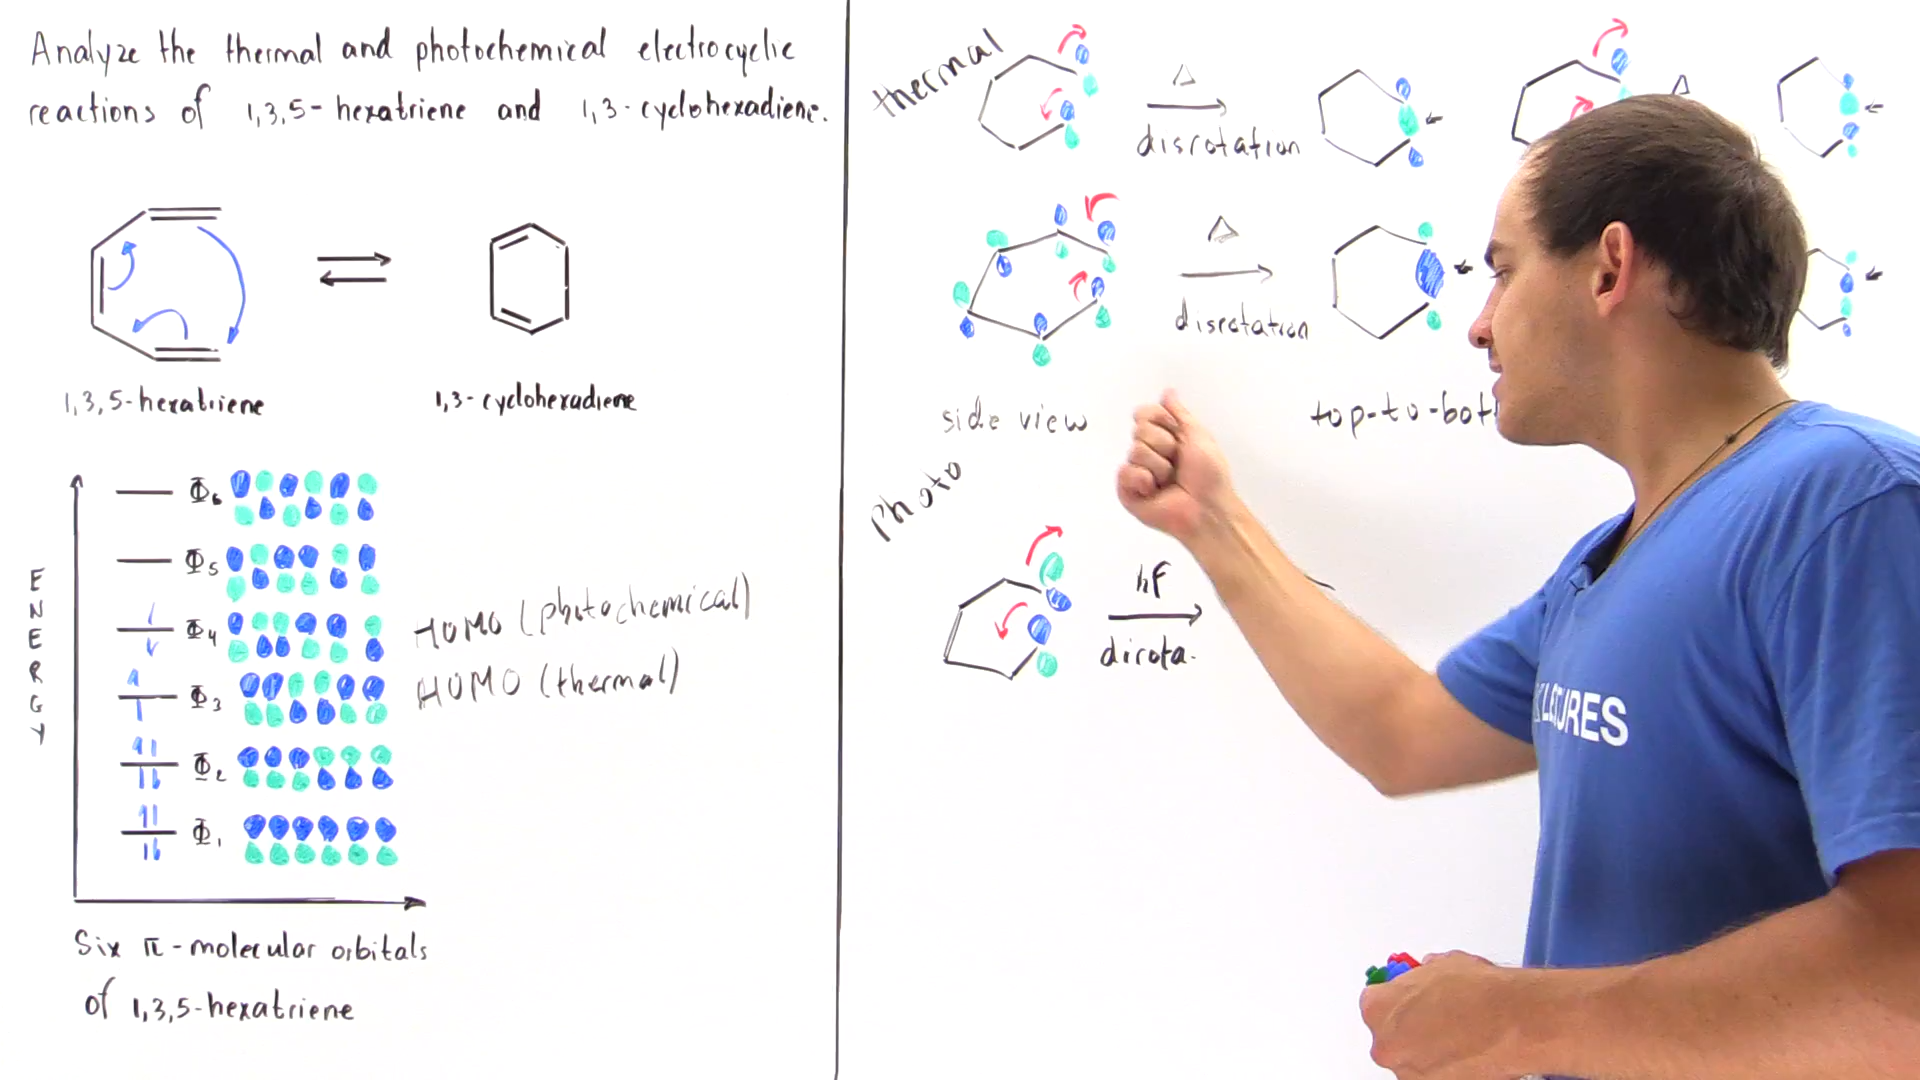 Analyze the thermal and photochemical electrocyclic
reactions of 1,3,5-hexatriene and 1,3-cyclohexadiene.
1,3,5-hexatriene
1,3-cyclohexadiene
ENERGY
Φ6
Φ5
Φ4
HOMO (photochemical)
Φ3
HOMO (thermal)
Φ2
Φ1
Six π-molecular orbitals
of 1,3,5-hexatriene
thermal
Δ
disrotation
Δ
Δ
disrotation
side view
top-to-bott
Photo
hf
dirota.
LECTURES